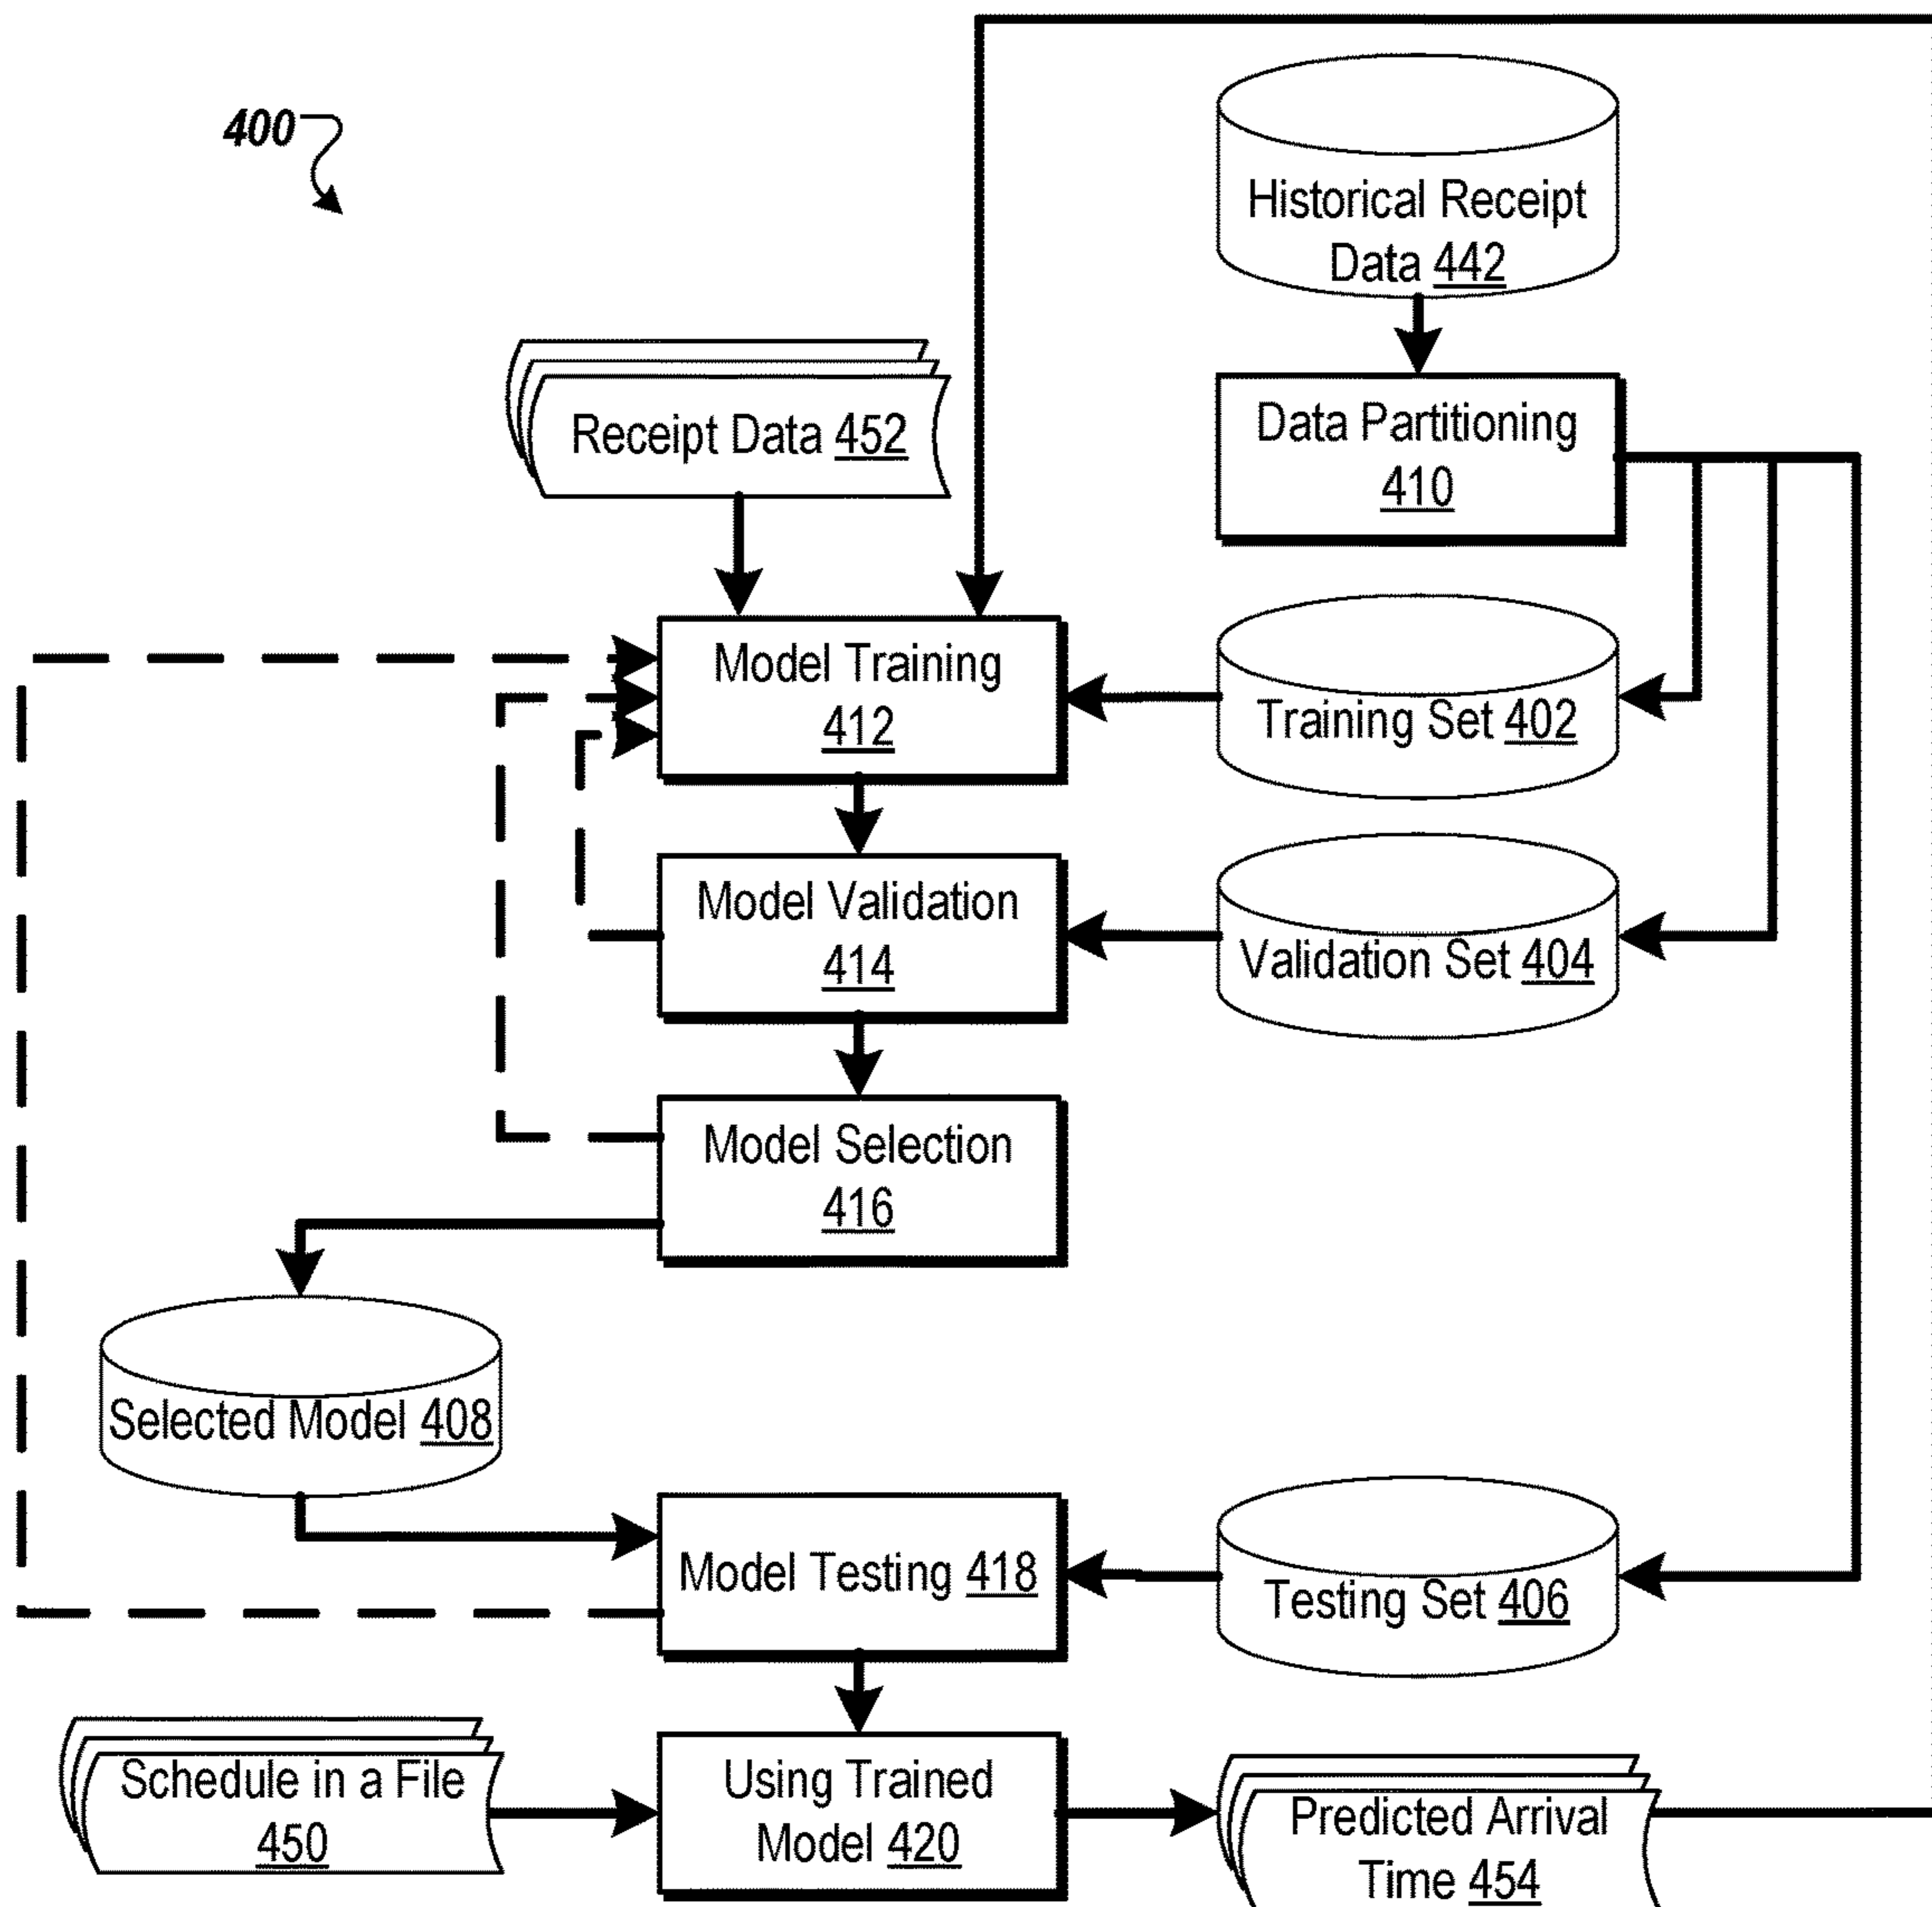 400
Historical Receipt
Data 442
Receipt Data 452
Data Partitioning
410
Model Training
412
Training Set 402
Model Validation
414
Validation Set 404
Model Selection
416
Selected Model 408
Model Testing 418
Testing Set 406
Schedule in a File
450
Using Trained
Model 420
Predicted Arrival
Time 454